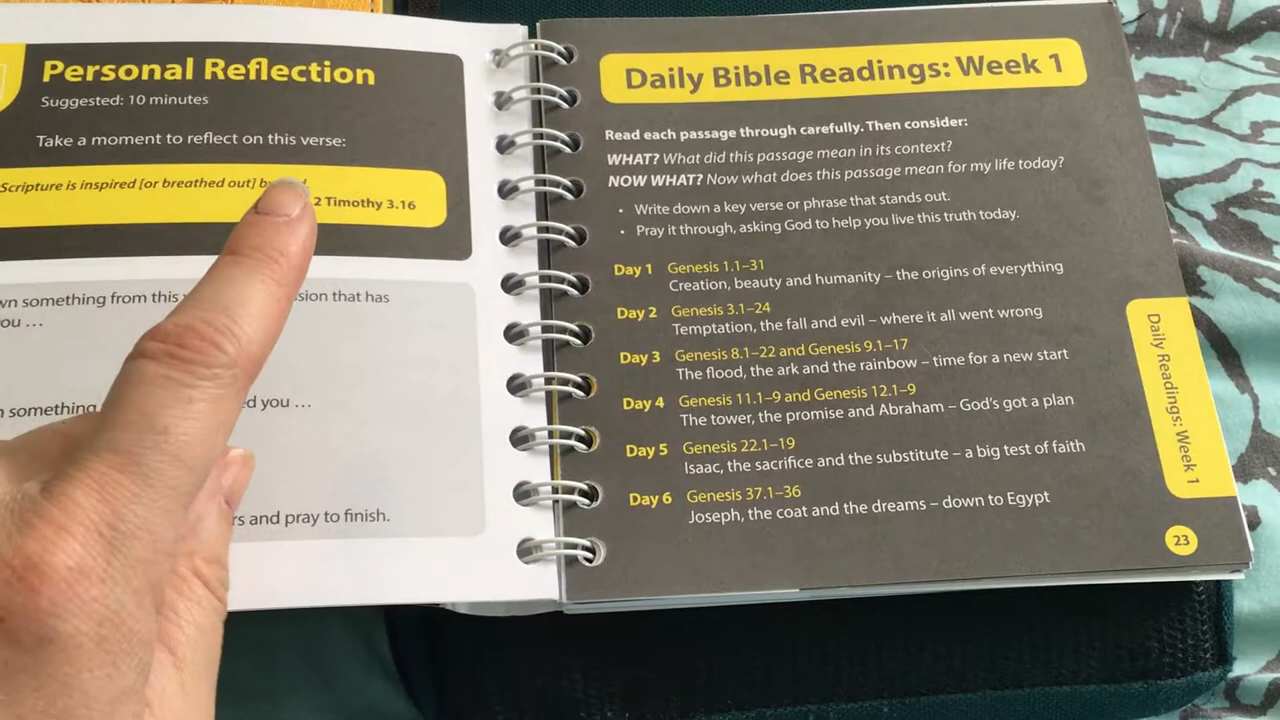 Personal Reflection
Suggested: 10 minutes
Take a moment to reflect on this verse:
Scripture is inspired [or breathed out]
2 Timothy 3.16
something from this
has
you …
something
you …
and pray to finish.
Daily Bible Readings: Week 1
Read each passage through carefully. Then consider:
WHAT? What did this passage mean in its context?
NOW WHAT? Now what does this passage mean for my life today?
• Write down a key verse or phrase that stands out.
• Pray it through, asking God to help you live this truth today.
Day 1 Genesis 1.1–31
Creation, beauty and humanity – the origins of everything
Day 2 Genesis 3.1–24
Temptation, the fall and evil – where it all went wrong
Day 3 Genesis 8.1–22 and Genesis 9.1–17
The flood, the ark and the rainbow – time for a new start
Day 4 Genesis 11.1–9 and Genesis 12.1–9
The tower, the promise and Abraham – God's got a plan
Day 5 Genesis 22.1–19
Isaac, the sacrifice and the substitute – a big test of faith
Day 6 Genesis 37.1–36
Joseph, the coat and the dreams – down to Egypt
Daily Readings: Week 1
23